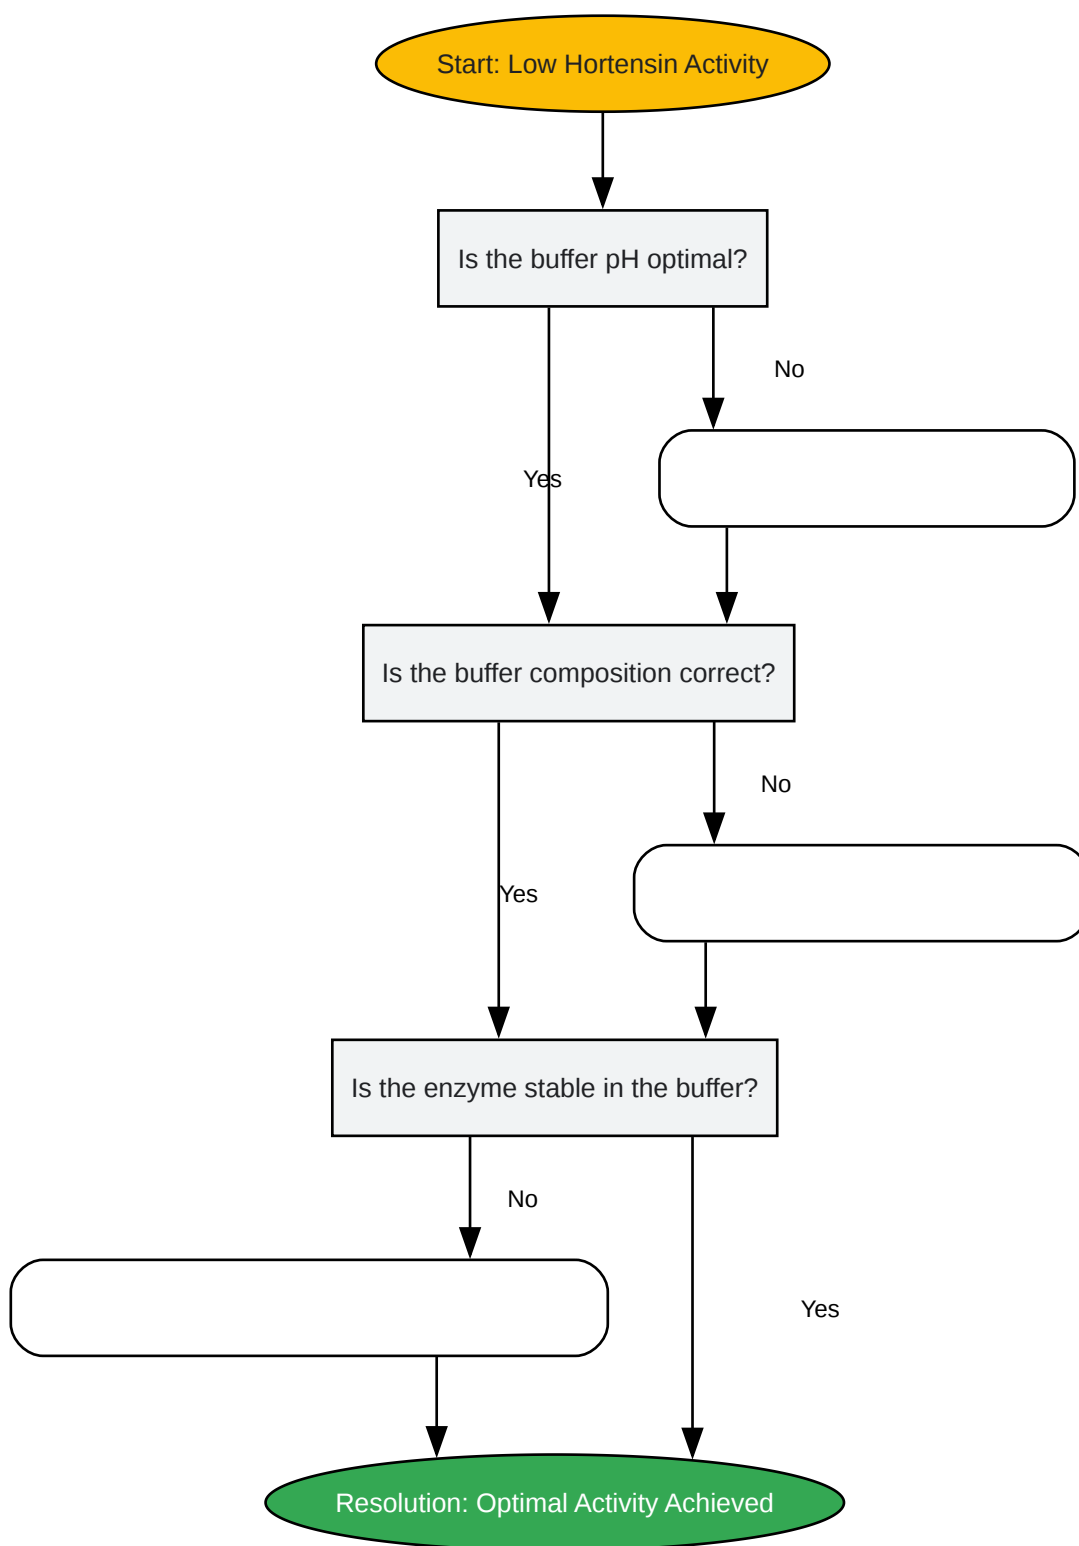 Start: Low Hortensin Activity
Is the buffer pH optimal?
No
Yes
Is the buffer composition correct?
No
Yes
Is the enzyme stable in the buffer?
No
Yes
Resolution: Optimal Activity Achieved